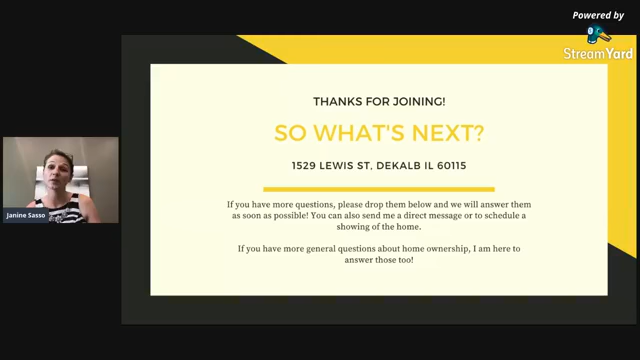 Powered by
StreamYard
THANKS FOR JOINING!
SO WHAT'S NEXT?
1529 LEWIS ST, DEKALB IL 60115
If you have more questions, please drop them below and we will answer them
as soon as possible! You can also send me a direct message or to schedule a
showing of the home.
If you have more general questions about home ownership, I am here to
answer those too!
Janine Sasso